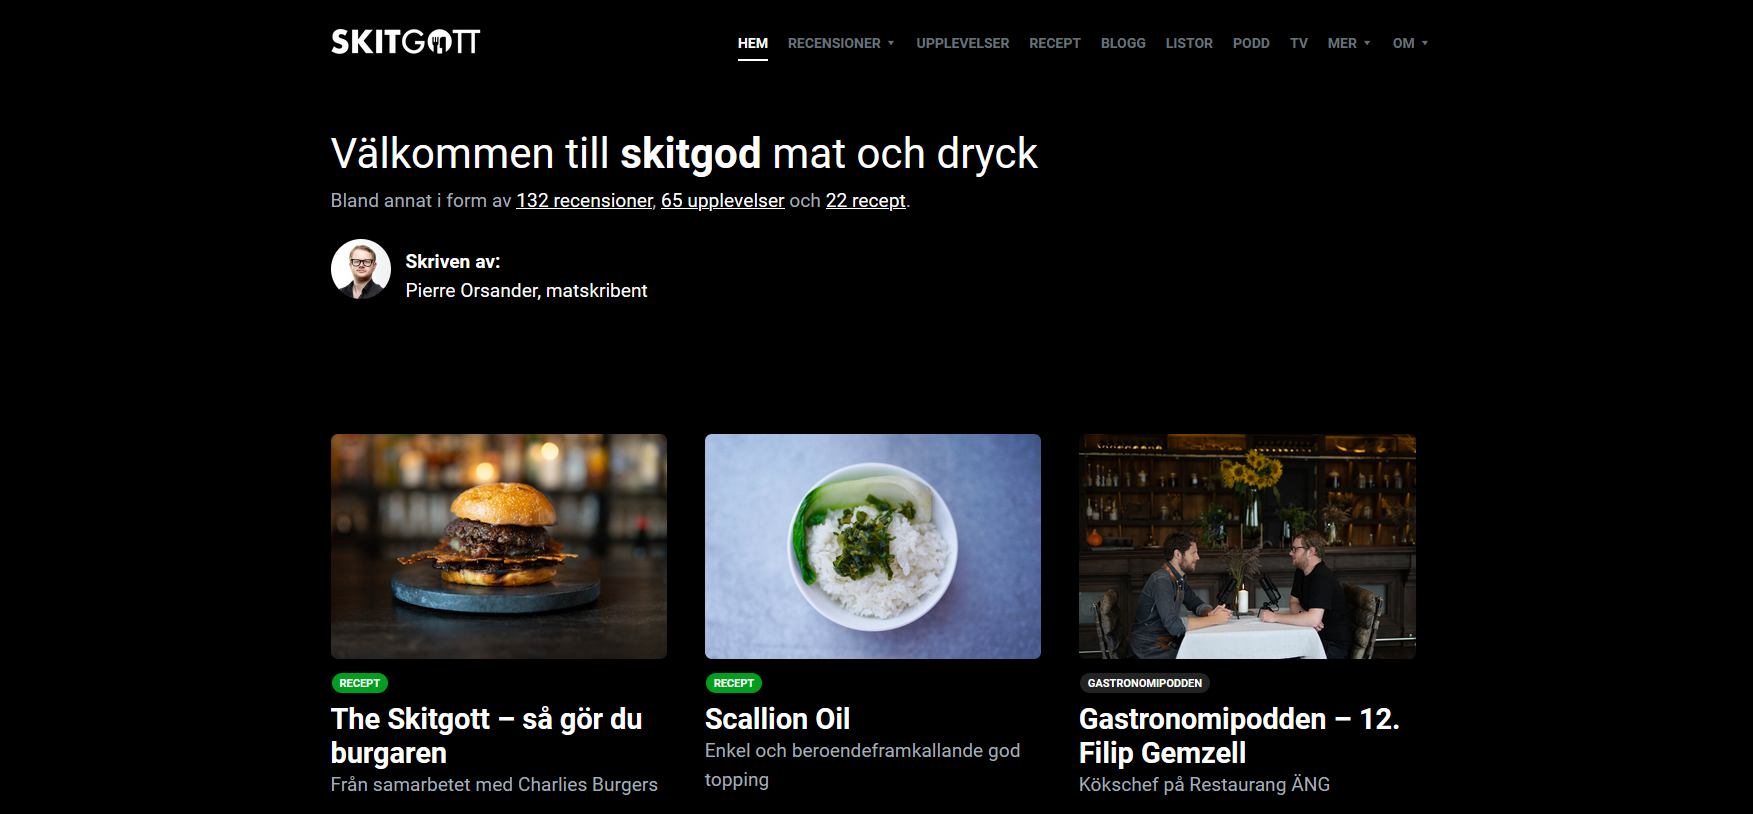 SKITGOTT
HEM RECENSIONER UPPLEVELSER RECEPT BLOGG LISTOR PODD TV MER OM
Välkommen till skitgod mat och dryck
Bland annat i form av 132 recensioner, 65 upplevelser och 22 recept.
Skriven av:
Pierre Orsander, matskribent
RECEPT
The Skitgott – så gör du
burgaren
Från samarbetet med Charlies Burgers
RECEPT
Scallion Oil
Enkel och beroendeframkallande god
topping
GASTRONOMIPODDEN
Gastronomipodden – 12.
Filip Gemzell
Kökschef på Restaurang ÄNG